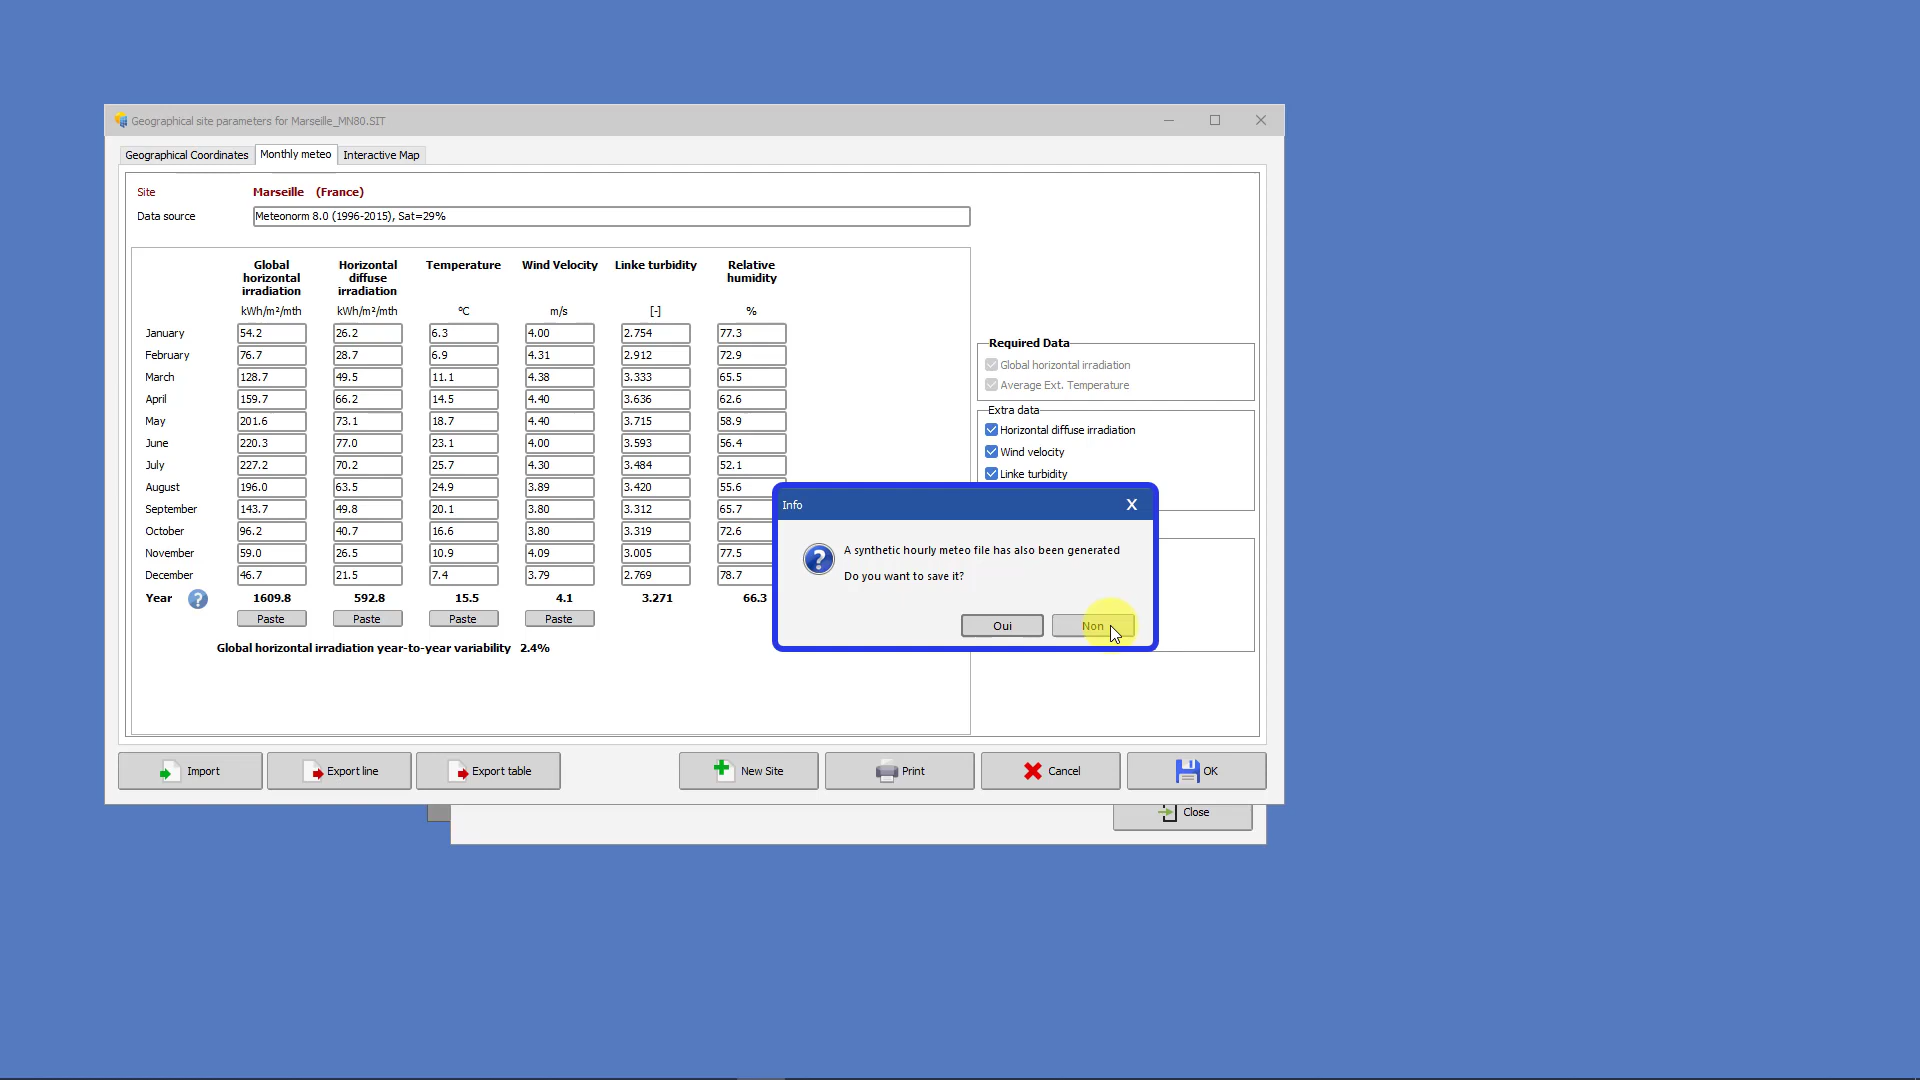 Geographical site parameters for Marseille_MN80.SIT
Geographical Coordinates Monthly meteo Interactive Map
Site Marseille (France)
Data source Meteonorm 8.0 (1996-2015), Sat=29%
Global horizontal irradiation Horizontal diffuse irradiation Temperature Wind Velocity Linke turbidity Relative humidity
kWh/m²/mth kWh/m²/mth °C m/s [-] %
January 54.2 26.2 6.3 4.00 2.754 77.3
February 76.7 28.7 6.9 4.31 2.912 72.9
March 128.7 49.5 11.1 4.38 3.333 65.5
April 159.7 66.2 14.5 4.40 3.636 62.6
May 201.6 73.1 18.7 4.40 3.715 58.9
June 220.3 77.0 23.1 4.00 3.593 56.4
July 227.2 70.2 25.7 4.30 3.484 52.1
August 196.0 63.5 24.9 3.89 3.420 55.6
September 143.7 49.8 20.1 3.80 3.312 65.7
October 96.2 40.7 16.6 3.80 3.319 72.6
November 59.0 26.5 10.9 4.09 3.005 77.5
December 46.7 21.5 7.4 3.79 2.769 78.7
Year ? 1609.8 592.8 15.5 4.1 3.271 66.3
Paste Paste Paste Paste
Global horizontal irradiation year-to-year variability 2.4%
Required Data
Global horizontal irradiation
Average Ext. Temperature
Extra data
Horizontal diffuse irradiation
Wind velocity
Linke turbidity
Info X
? A synthetic hourly meteo file has also been generated
Do you want to save it?
Oui Non
Import Export line Export table New Site Print Cancel OK
Close